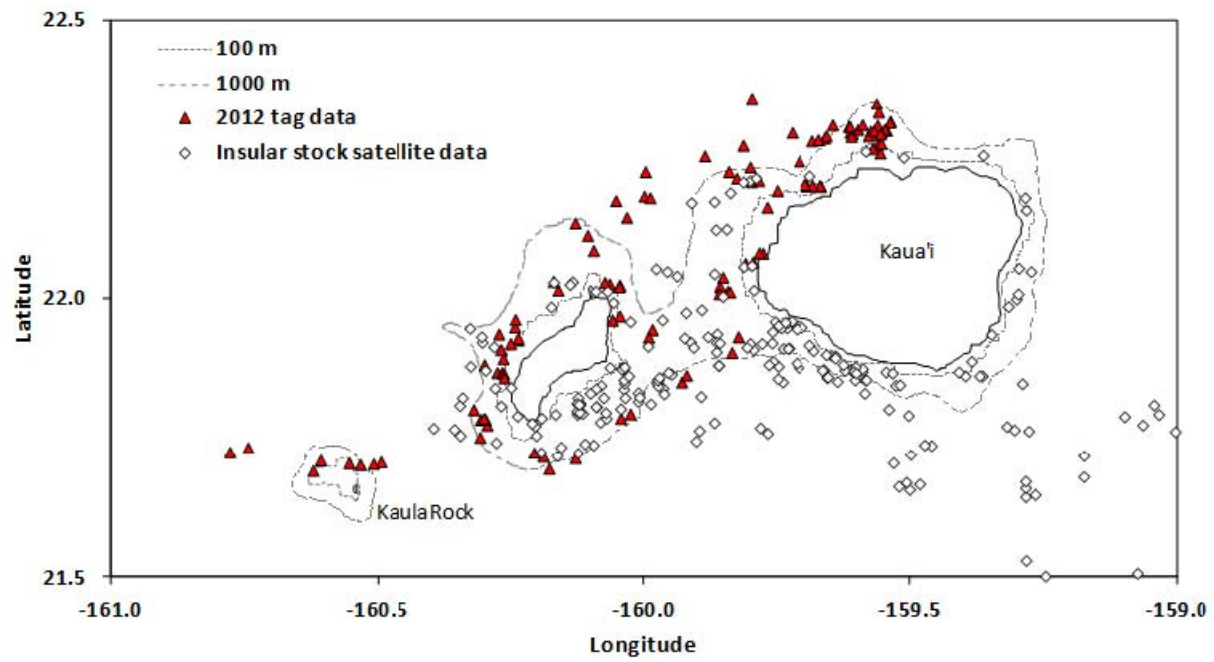 22.5
100 m
1000 m
2012 tag data
Insular stock satellite data
Kaua'i
Latitude
22.0
Kaula Rock
21.5
-161.0 -160.5 -160.0 -159.5 -159.0
Longitude